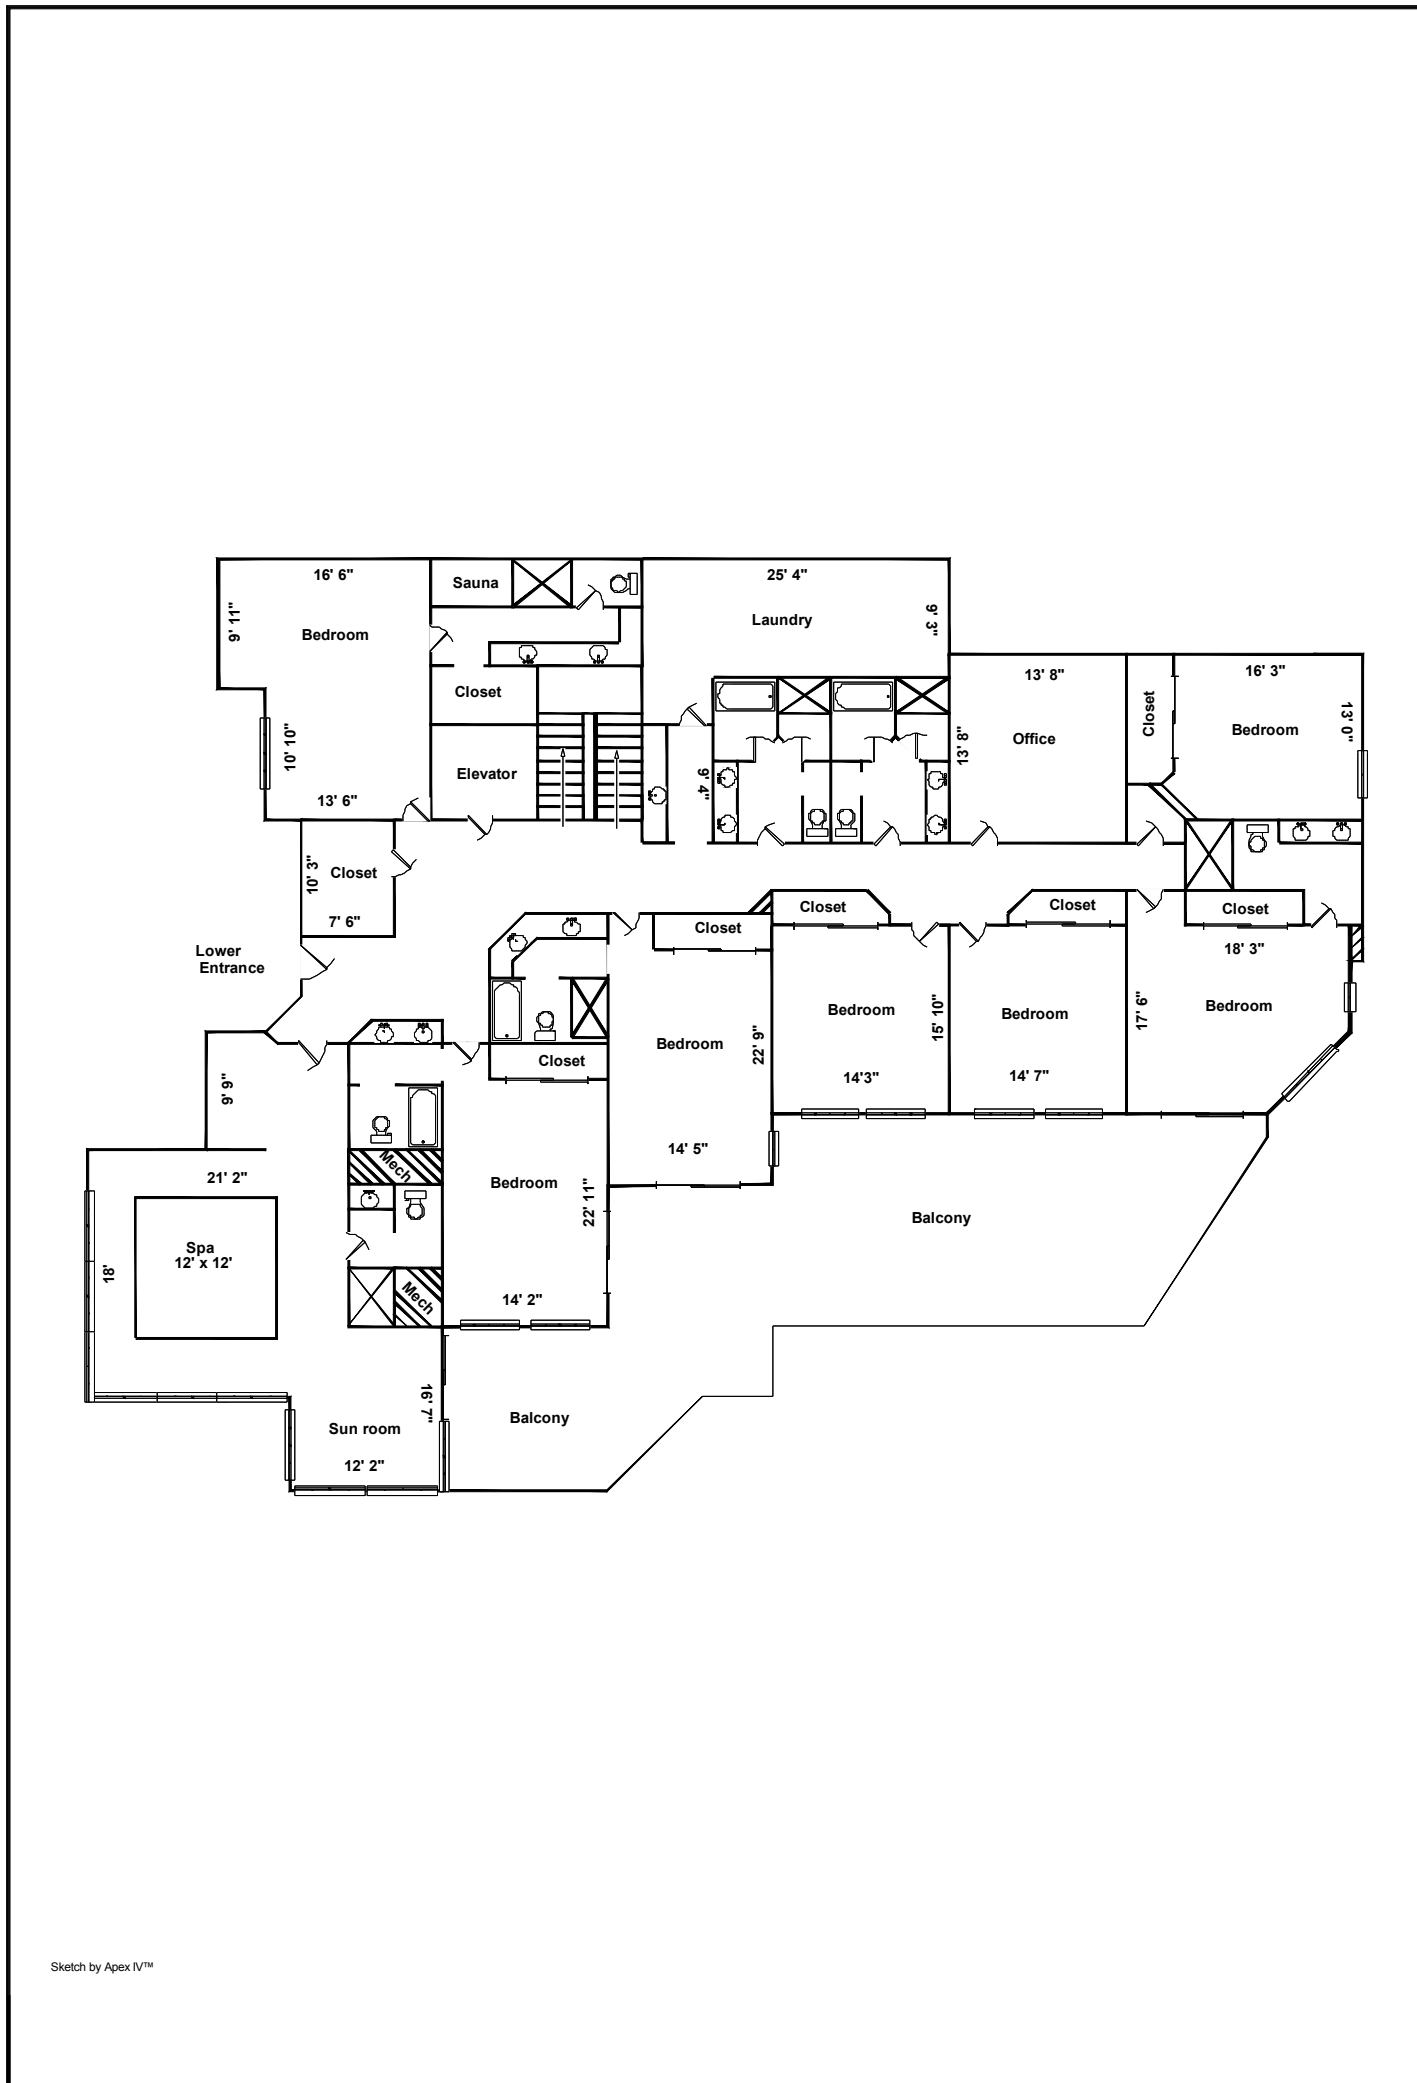 16' 6"
Sauna
25' 4"
9' 11"
Bedroom
Laundry
9' 3"
Closet
13' 8"
16' 3"
Closet
Bedroom
13' 0"
10' 10"
Elevator
9' 4"
13' 8"
Office
13' 6"
10' 3"
Closet
7' 6"
Closet
Closet
Closet
Closet
Lower
Entrance
18' 3"
Bedroom
15' 10"
Bedroom
17' 6"
Bedroom
Bedroom
22' 9"
Closet
14'3"
14' 7"
9' 9"
14' 5"
Mech
21' 2"
Bedroom
22' 11"
Balcony
Spa
12' x 12'
18'
Mech
14' 2"
16' 7"
Balcony
Sun room
12' 2"
Sketch by Apex IV™